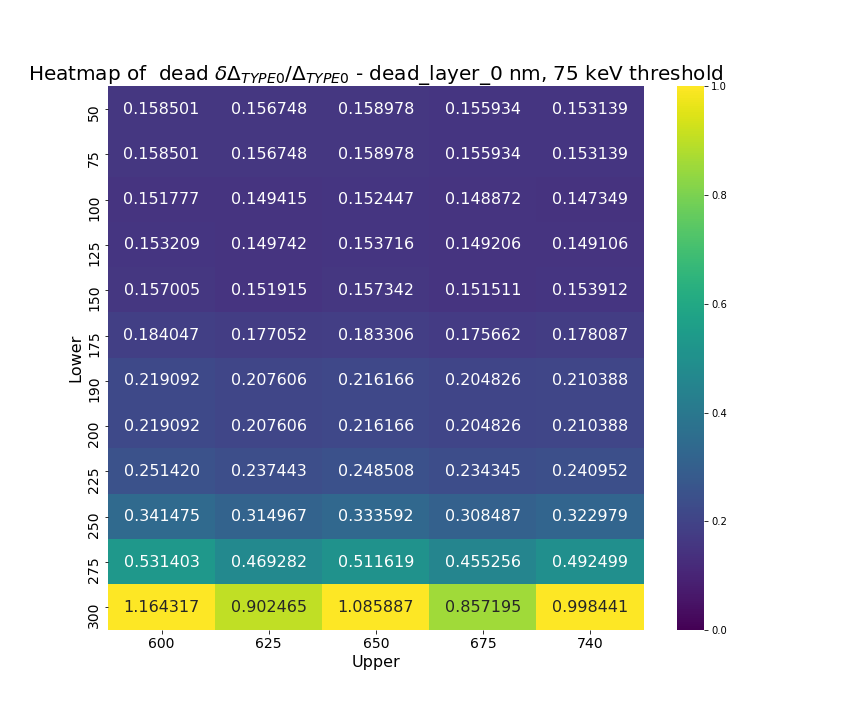 Heatmap of  dead δΔ_{TYPE0}/Δ_{TYPE0} - dead_layer_0 nm, 75 keV threshold
50 0.158501 0.156748 0.158978 0.155934 0.153139
75 0.158501 0.156748 0.158978 0.155934 0.153139
100 0.151777 0.149415 0.152447 0.148872 0.147349
125 0.153209 0.149742 0.153716 0.149206 0.149106
150 0.157005 0.151915 0.157342 0.151511 0.153912
175 0.184047 0.177052 0.183306 0.175662 0.178087
190 0.219092 0.207606 0.216166 0.204826 0.210388
200 0.219092 0.207606 0.216166 0.204826 0.210388
225 0.251420 0.237443 0.248508 0.234345 0.240952
250 0.341475 0.314967 0.333592 0.308487 0.322979
275 0.531403 0.469282 0.511619 0.455256 0.492499
300 1.164317 0.902465 1.085887 0.857195 0.998441
600 625 650 675 740
Upper
Lower
1.0
0.8
0.6
0.4
0.2
0.0